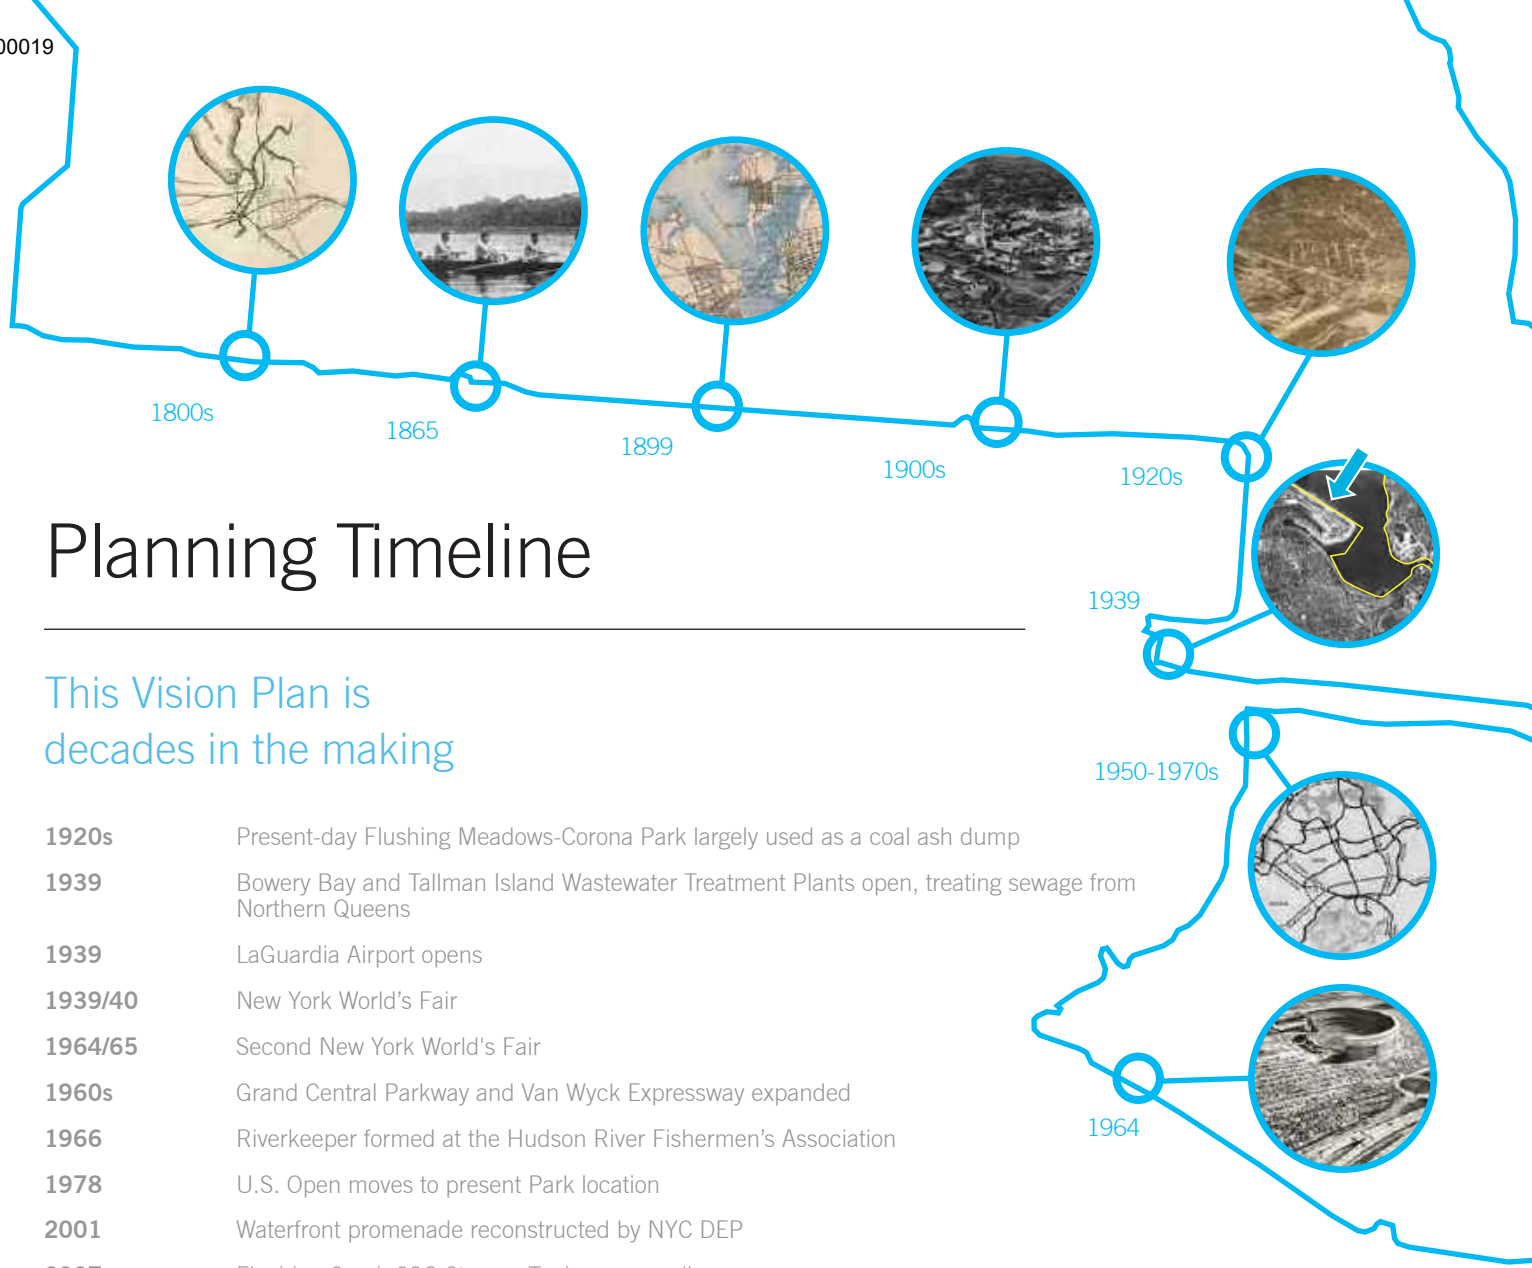 00019
1800s
1865
1899
1900s
1920s
Planning Timeline
1939
This Vision Plan is
decades in the making
1950-1970s
1920s Present-day Flushing Meadows-Corona Park largely used as a coal ash dump
1939 Bowery Bay and Tallman Island Wastewater Treatment Plants open, treating sewage from
Northern Queens
1939 LaGuardia Airport opens
1939/40 New York World’s Fair
1964/65 Second New York World's Fair
1960s Grand Central Parkway and Van Wyck Expressway expanded
1964
1966 Riverkeeper formed at the Hudson River Fishermen’s Association
1978 U.S. Open moves to present Park location
2001 Waterfront promenade reconstructed by NYC DEP